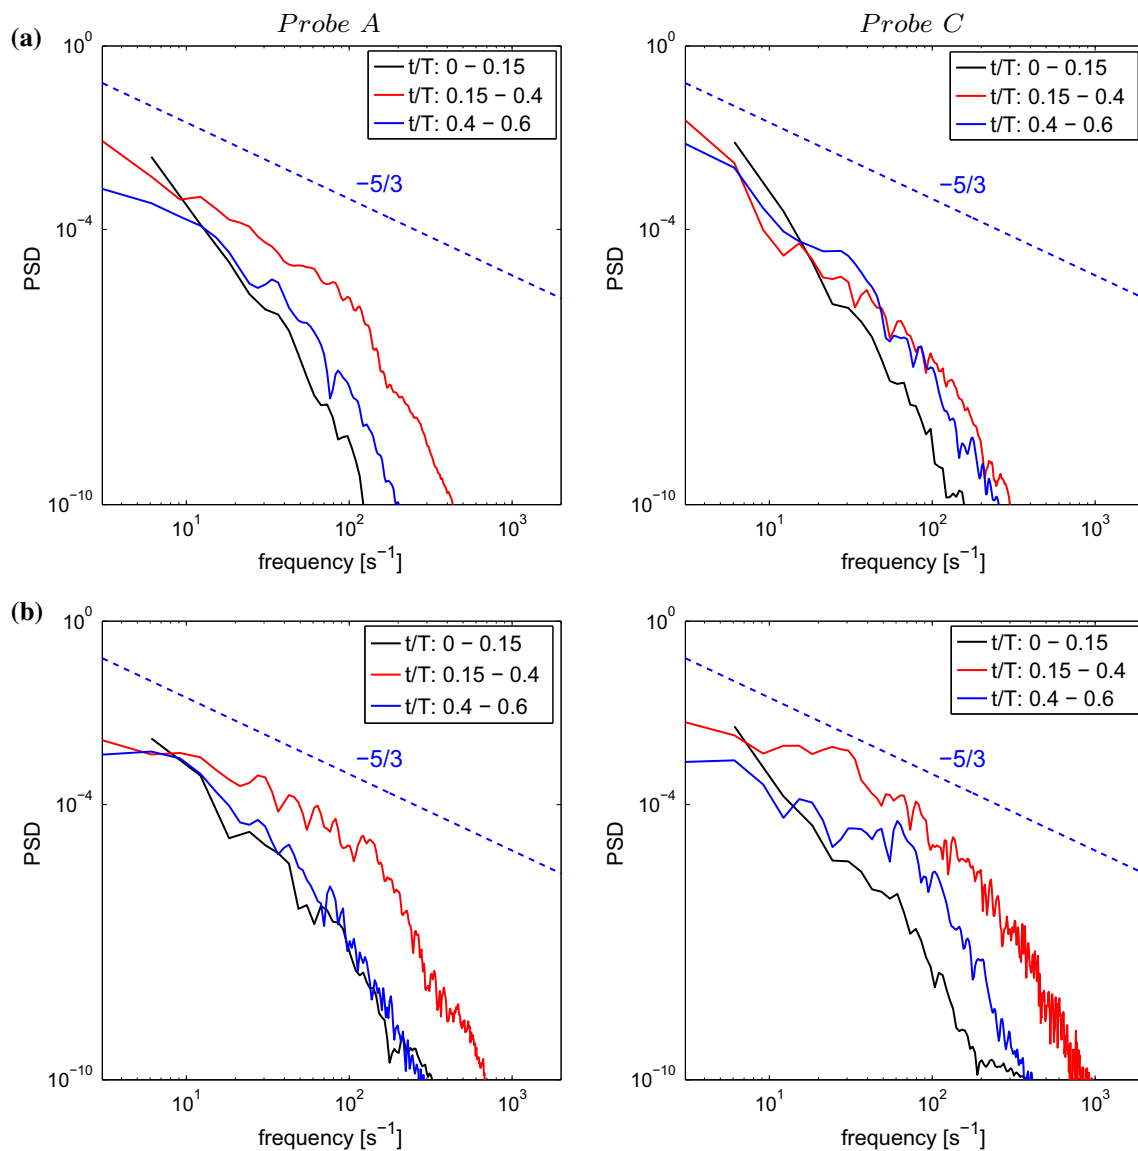 Probe A
Probe C
(a)
10^0
10^−4
10^−10
PSD
t/T: 0 − 0.15
t/T: 0.15 − 0.4
t/T: 0.4 − 0.6
−5/3
10^1
10^2
10^3
frequency [s^−1]
10^0
10^−4
10^−10
PSD
t/T: 0 − 0.15
t/T: 0.15 − 0.4
t/T: 0.4 − 0.6
−5/3
10^1
10^2
10^3
frequency [s^−1]
(b)
10^0
10^−4
10^−10
PSD
t/T: 0 − 0.15
t/T: 0.15 − 0.4
t/T: 0.4 − 0.6
−5/3
10^1
10^2
10^3
frequency [s^−1]
10^0
10^−4
10^−10
PSD
t/T: 0 − 0.15
t/T: 0.15 − 0.4
t/T: 0.4 − 0.6
−5/3
10^1
10^2
10^3
frequency [s^−1]